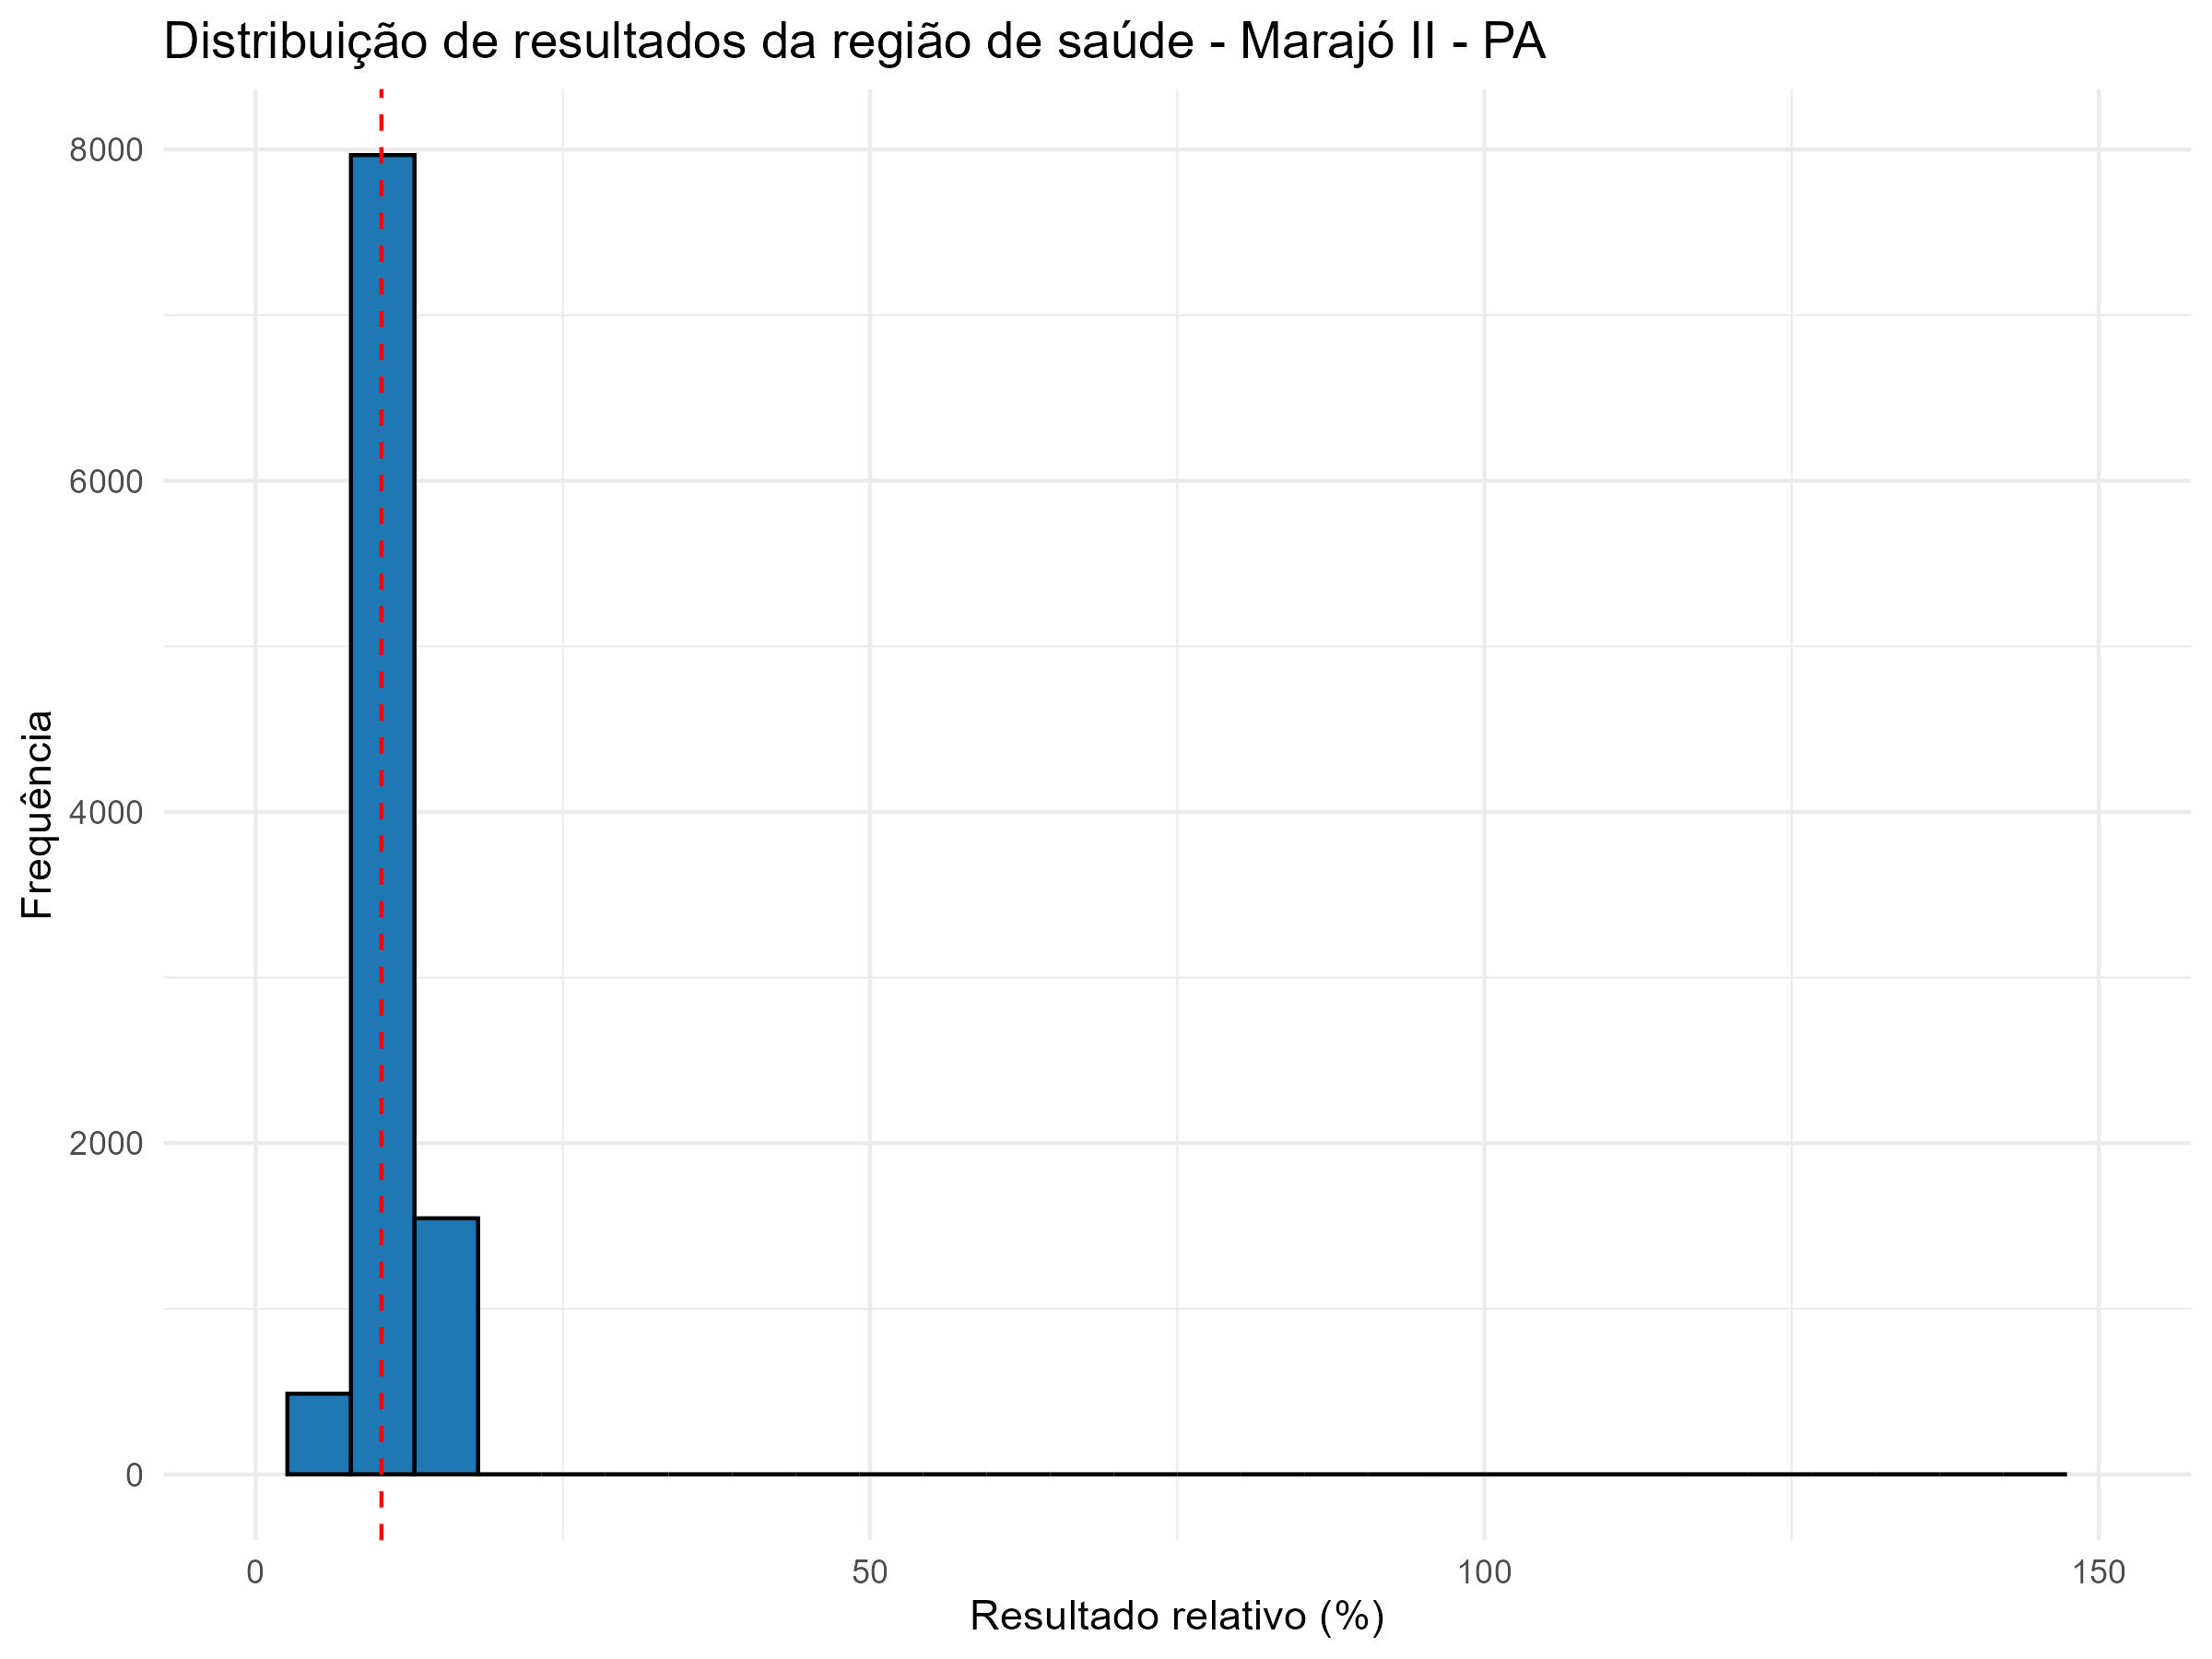 Distribuição de resultados da região de saúde - Marajó II - PA
Frequência
8000
6000
4000
2000
0
0 50 100 150
Resultado relativo (%)